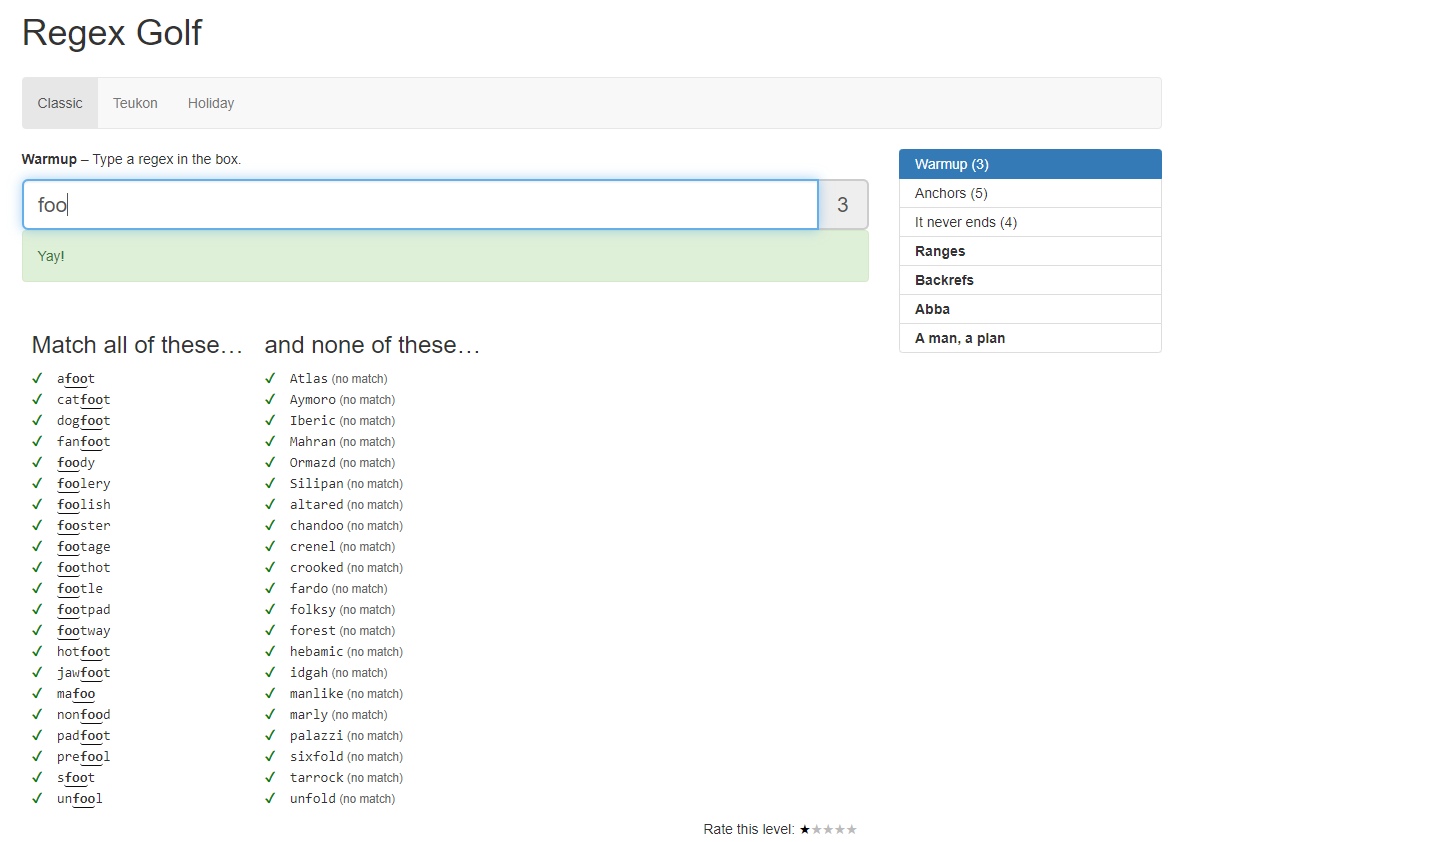 Regex Golf
Classic Teukon Holiday
Warmup – Type a regex in the box.
foo 3
Yay!
Warmup (3)
Anchors (5)
It never ends (4)
Ranges
Backrefs
Abba
A man, a plan
Match all of these… and none of these…
✓ afoot ✓ Atlas (no match)
✓ catfoot ✓ Aymoro (no match)
✓ dogfoot ✓ Iberic (no match)
✓ fanfoot ✓ Mahran (no match)
✓ foody ✓ Ormazd (no match)
✓ foolery ✓ Silipan (no match)
✓ foolish ✓ altared (no match)
✓ fooster ✓ chandoo (no match)
✓ footage ✓ crenel (no match)
✓ foothot ✓ crooked (no match)
✓ footle ✓ fardo (no match)
✓ footpad ✓ folksy (no match)
✓ footway ✓ forest (no match)
✓ hotfoot ✓ hebamic (no match)
✓ jawfoot ✓ idgah (no match)
✓ mafoo ✓ manlike (no match)
✓ nonfood ✓ marly (no match)
✓ padfoot ✓ palazzi (no match)
✓ prefool ✓ sixfold (no match)
✓ sfoot ✓ tarrock (no match)
✓ unfool ✓ unfold (no match)
Rate this level: ★★★★★